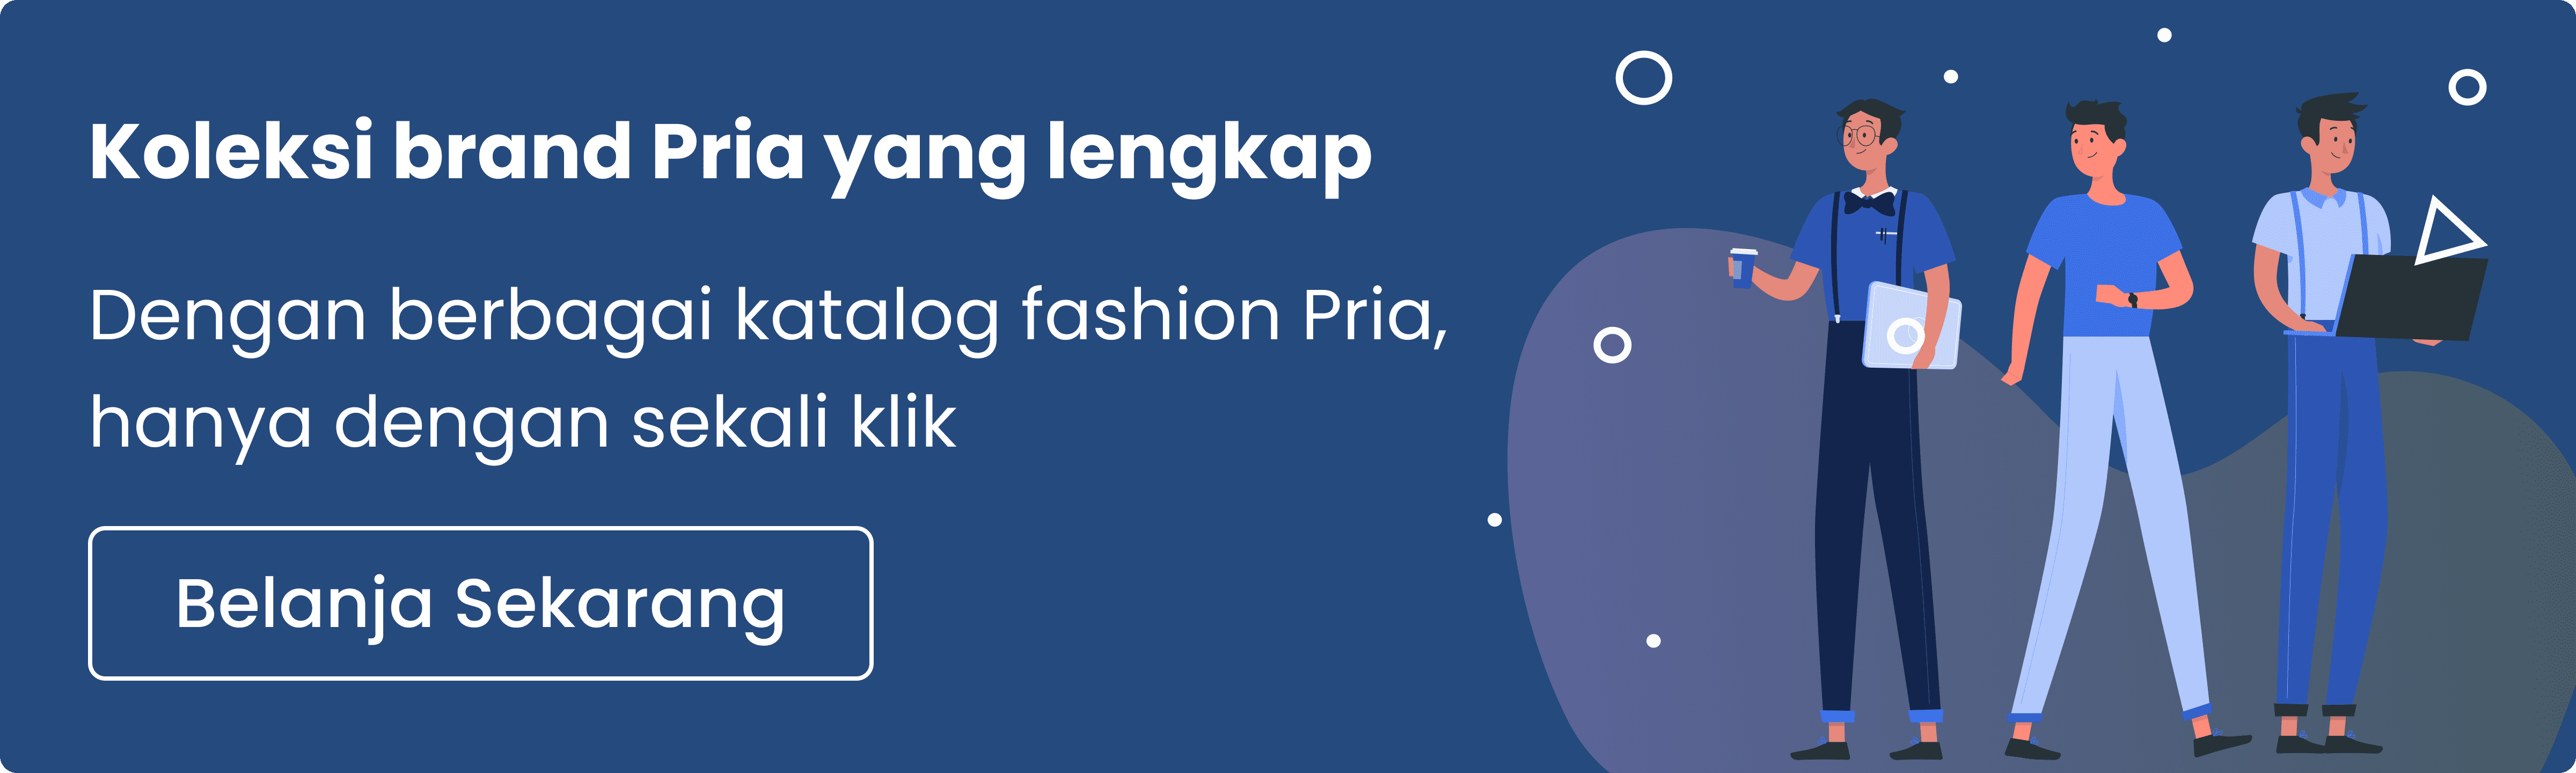 Koleksi brand Pria yang lengkap
Dengan berbagai katalog fashion Pria,
hanya dengan sekali klik
Belanja Sekarang